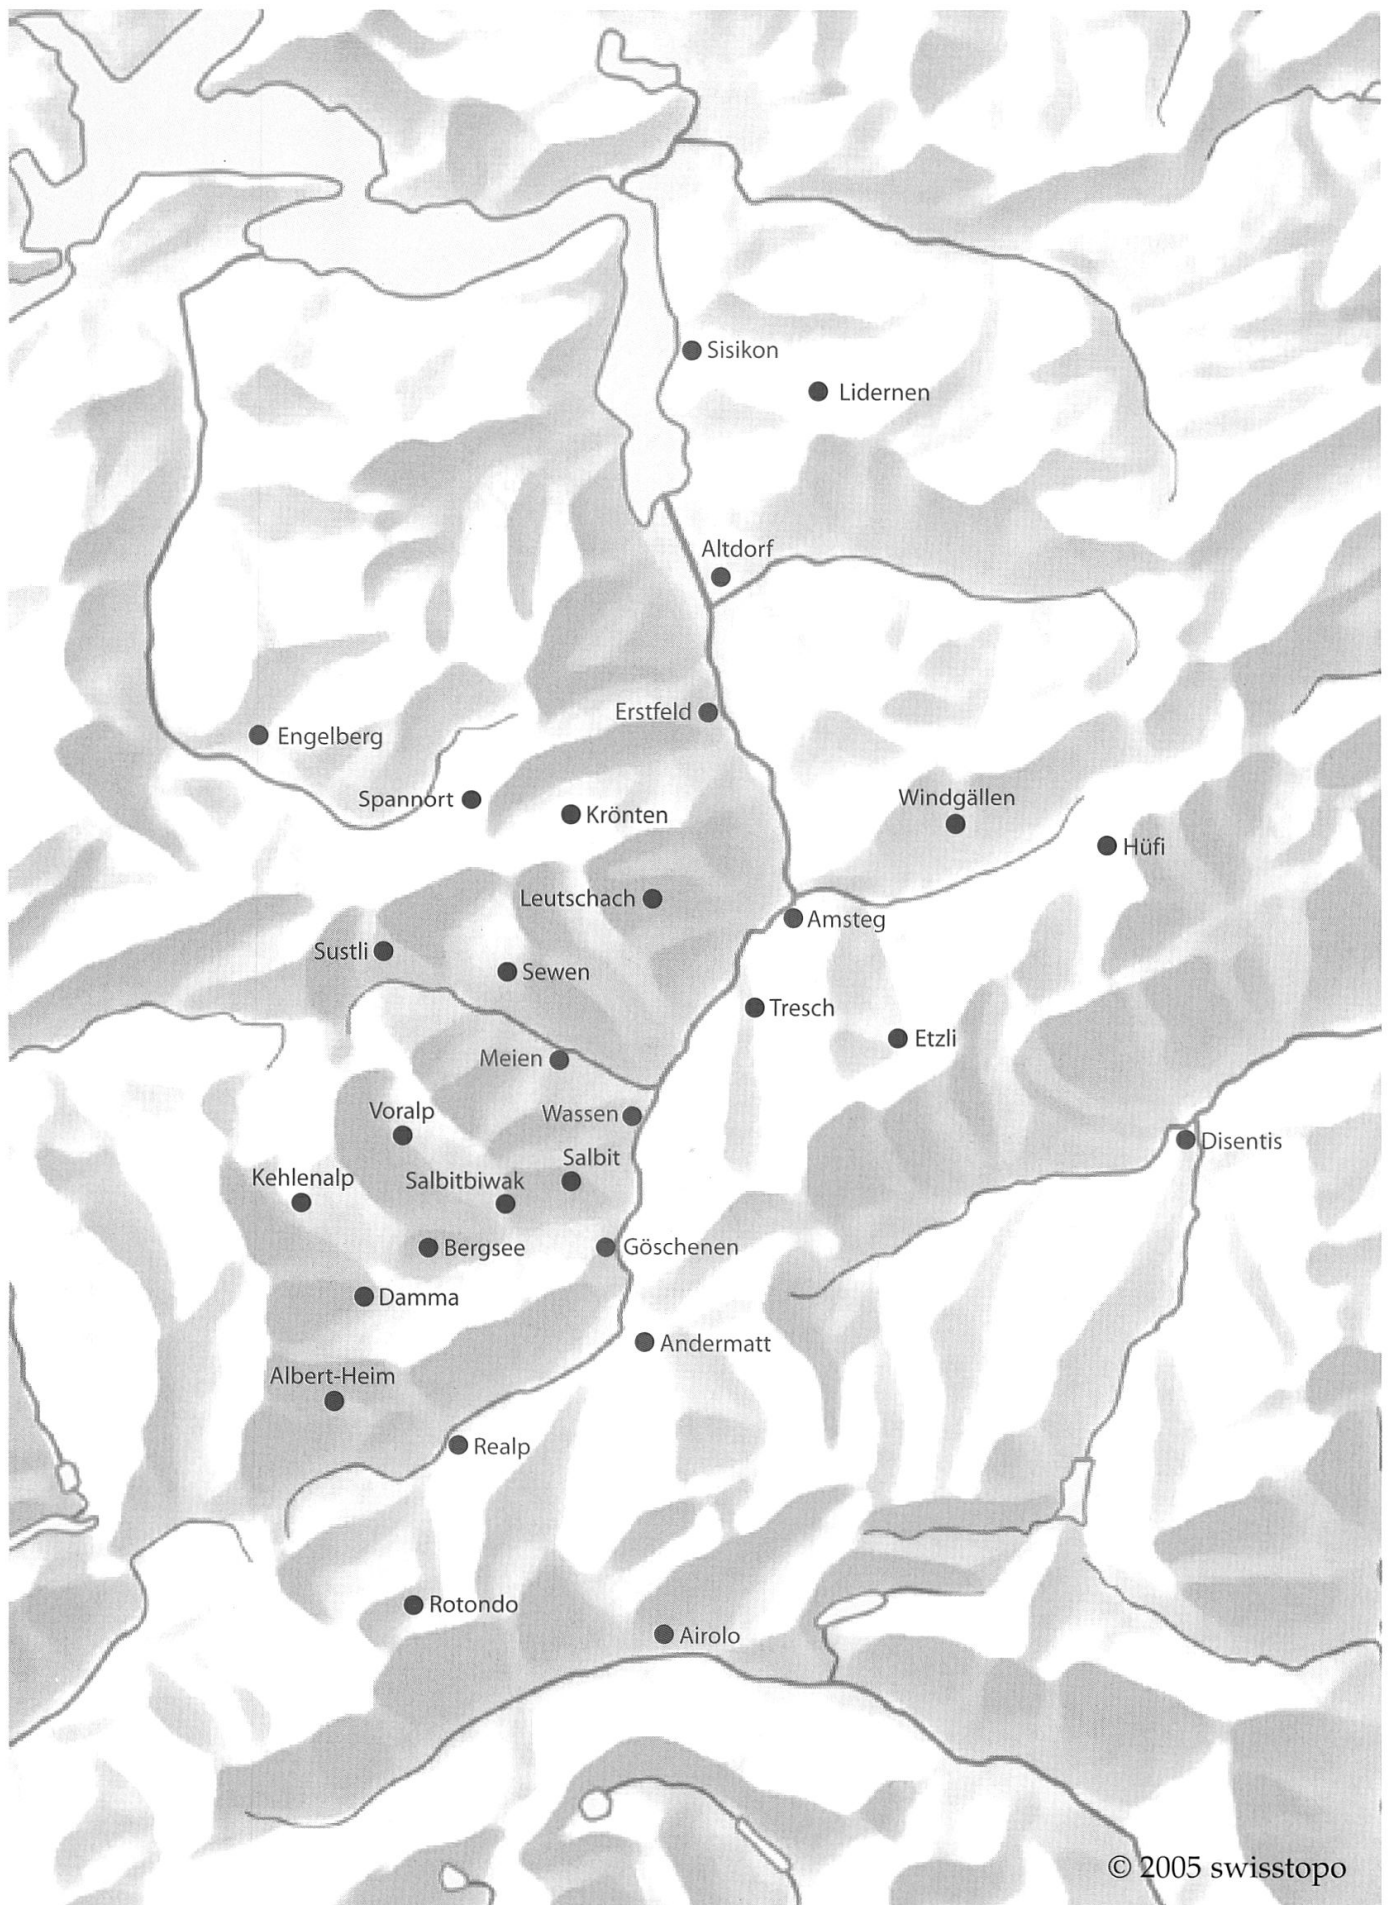 Sisikon
Lidernen
Altdorf
Erstfeld
Engelberg
Spannort
Krönten
Windgällen
Hüfi
Leutschach
Amsteg
Sustli
Sewen
Tresch
Etzli
Meien
Voralp
Wassen
Disentis
Salbit
Kehlenalp
Salbitbiwak
Bergsee
Göschenen
Damma
Andermatt
Albert-Heim
Realp
Rotondo
Airolo
© 2005 swisstopo